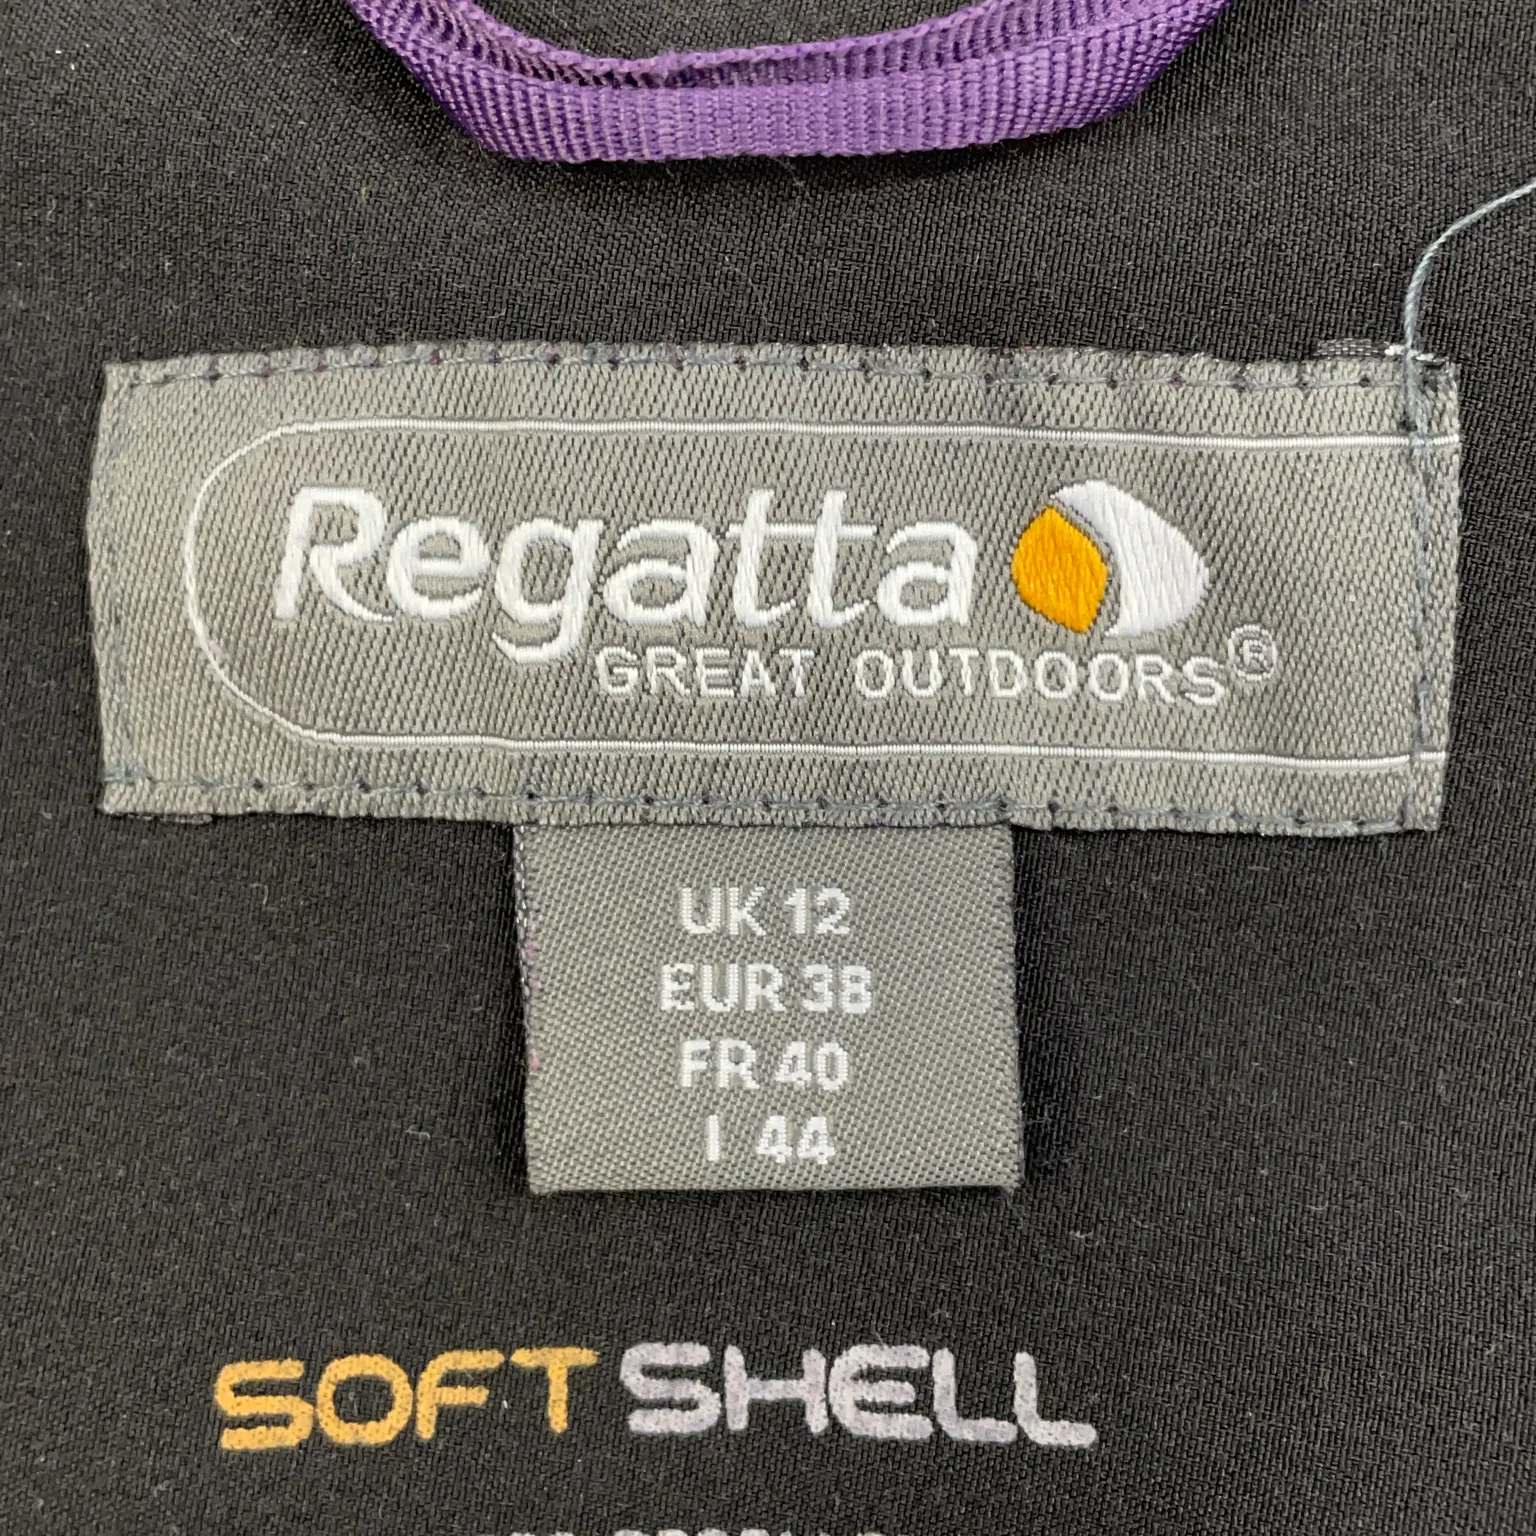 Regatta
GREAT OUTDOORS®
UK 12
EUR 38
FR 40
I 44
SOFT SHELL